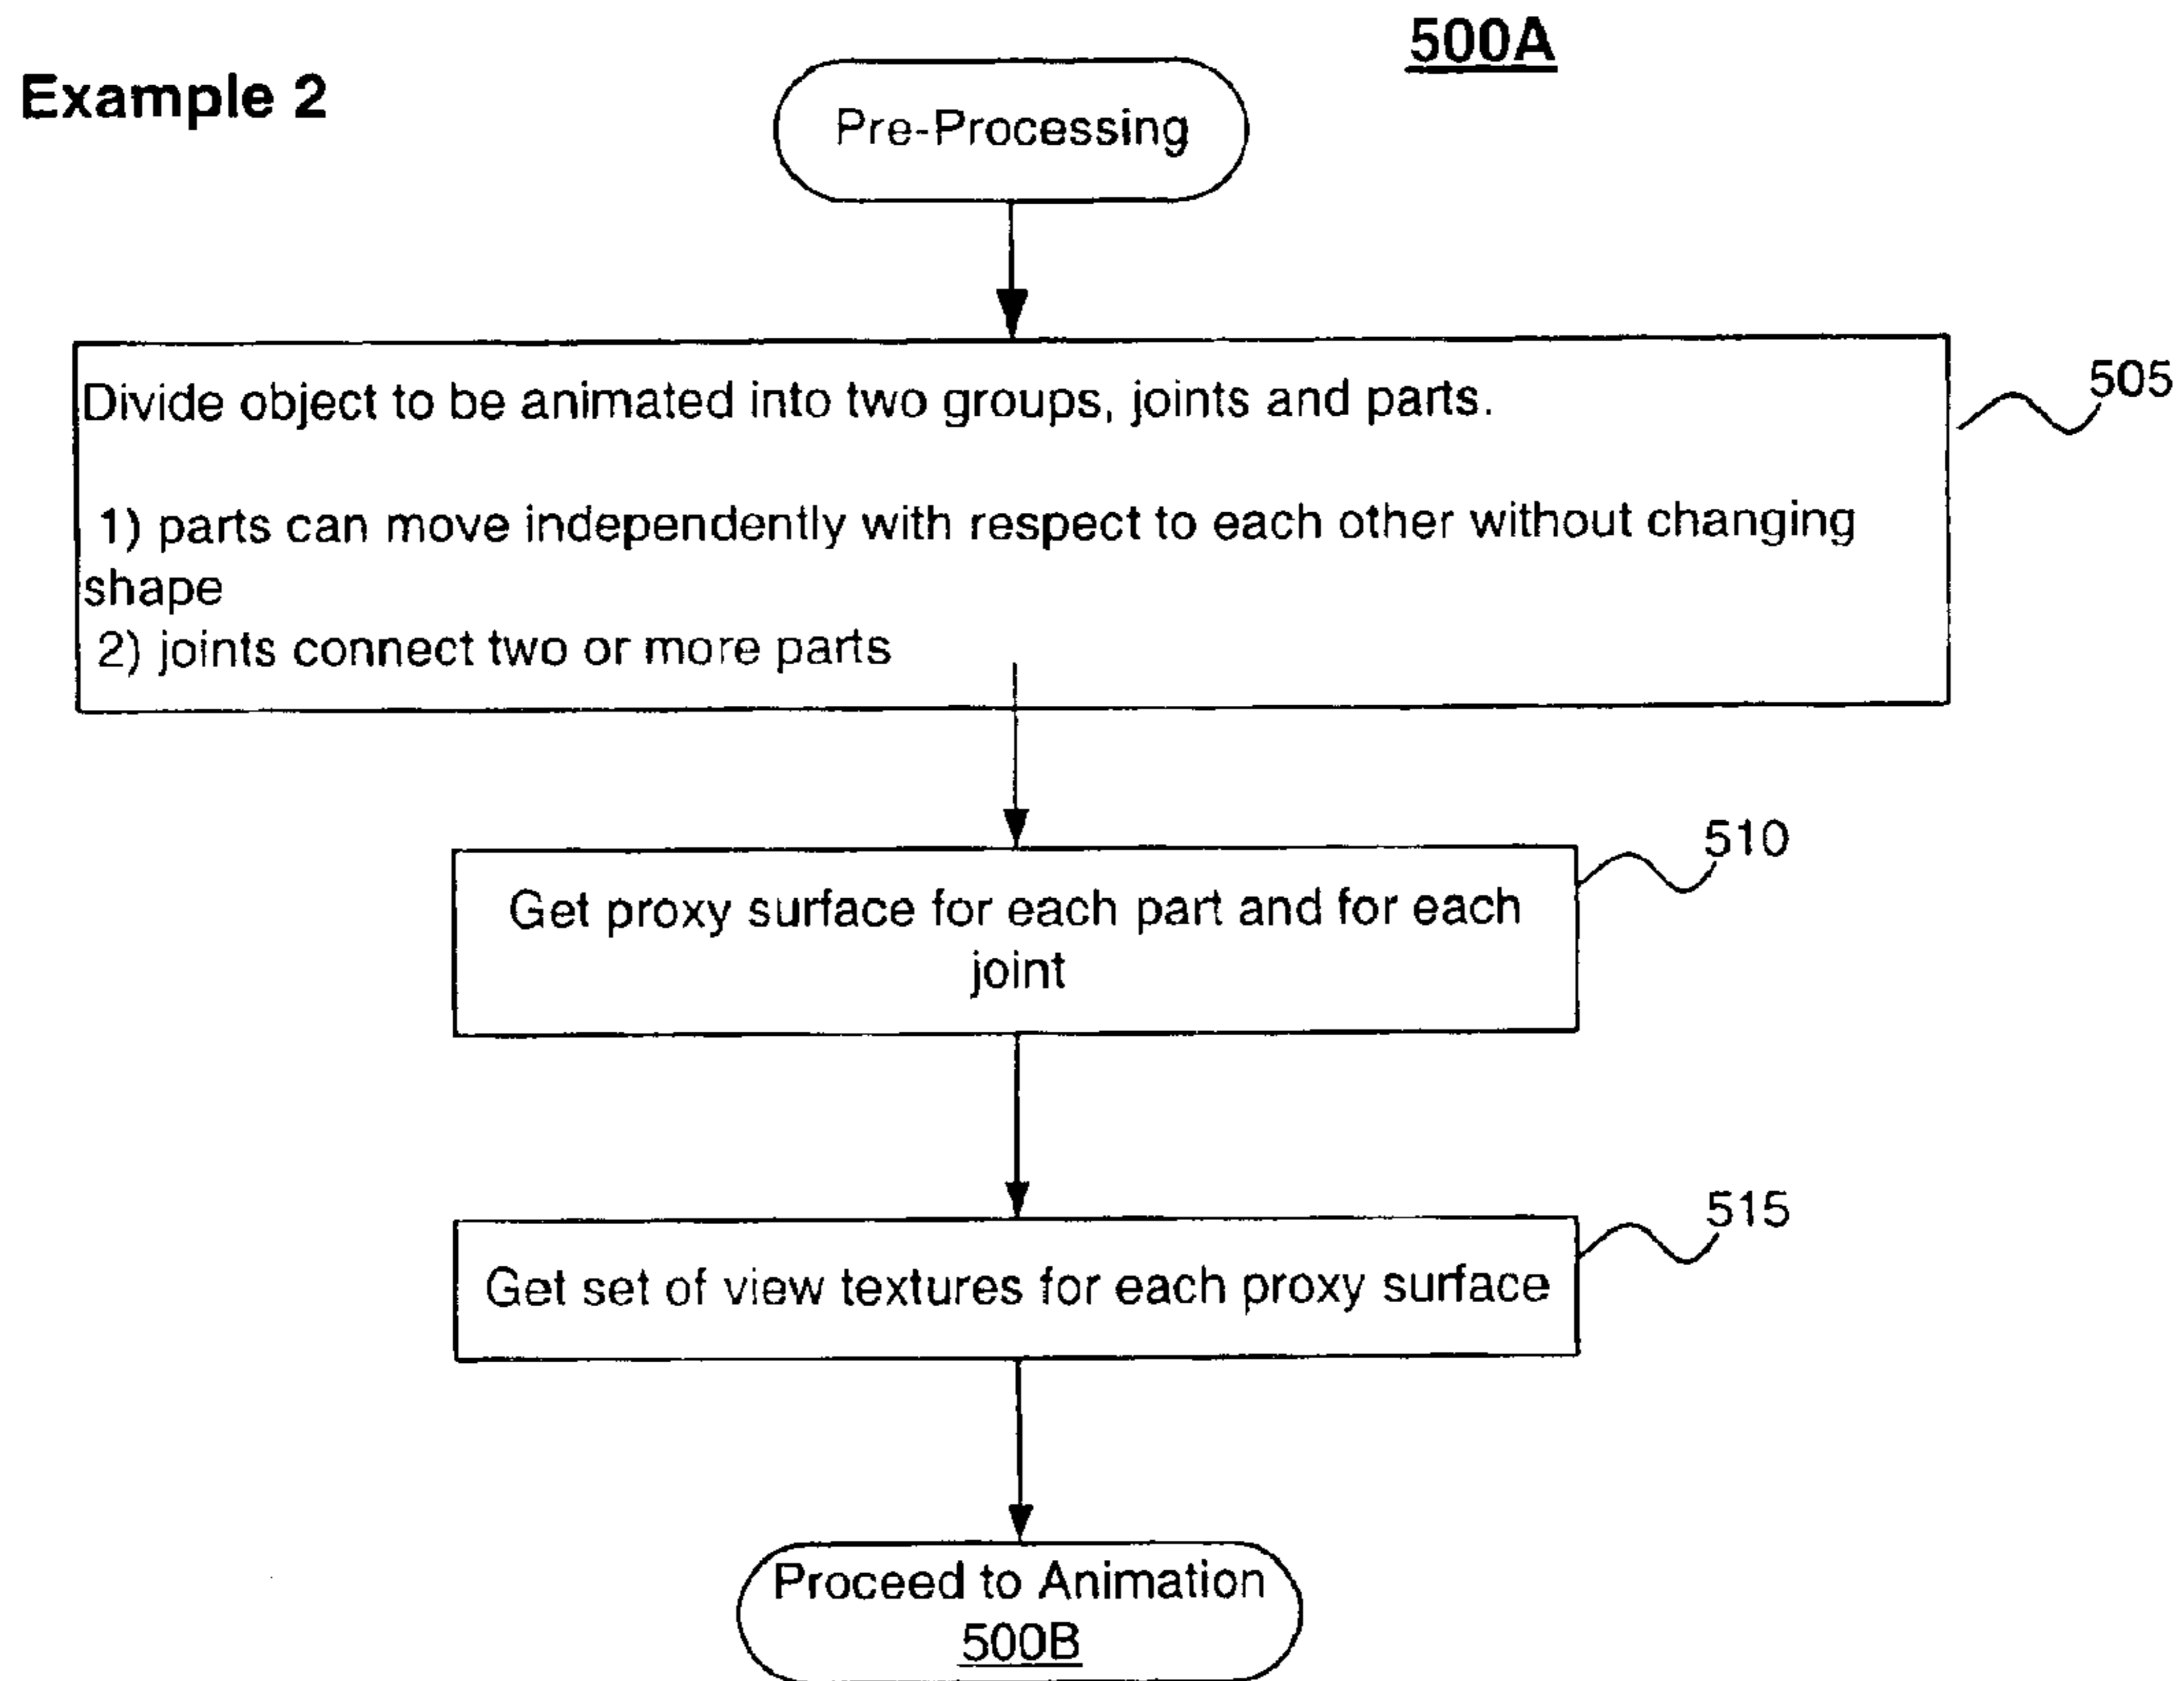 500A
Example 2
Pre-Processing
Divide object to be animated into two groups, joints and parts.
505
1) parts can move independently with respect to each other without changing
shape
2) joints connect two or more parts
510
Get proxy surface for each part and for each
joint
515
Get set of view textures for each proxy surface
Proceed to Animation
500B